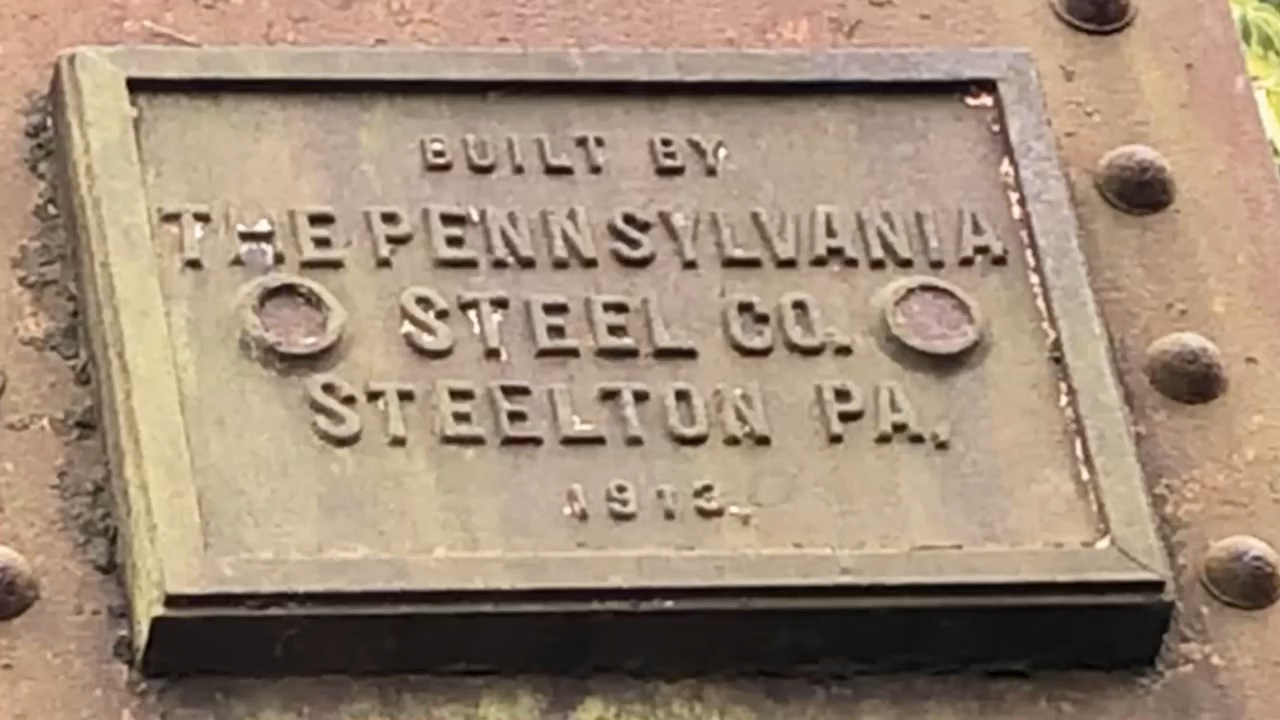 BUILT BY
THE PENNSYLVANIA
STEEL CO.
STEELTON PA,
1913.